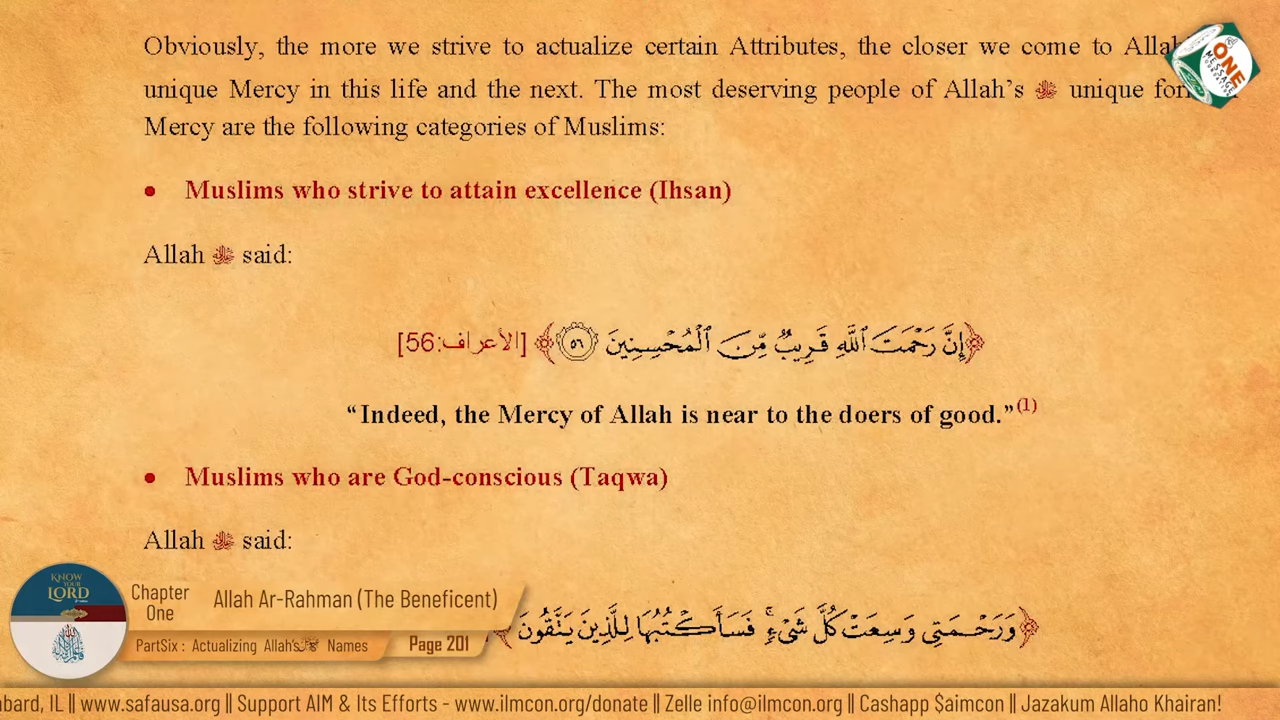 Obviously, the more we strive to actualize certain Attributes, the closer we come to Allah
unique Mercy in this life and the next. The most deserving people of Allah’s ﷻ unique
Mercy are the following categories of Muslims:
• Muslims who strive to attain excellence (Ihsan)
Allah ﷻ said:
﴿إِنَّ رَحْمَتَ ٱللَّهِ قَرِيبٌ مِّنَ ٱلْمُحْسِنِينَ ٥٦﴾ [الأعراف:56]
“Indeed, the Mercy of Allah is near to the doers of good.”(1)
• Muslims who are God-conscious (Taqwa)
Allah ﷻ said:
﴿وَرَحْمَتِى وَسِعَتْ كُلَّ شَىْءٍۚ فَسَأَكْتُبُهَا لِلَّذِينَ يَتَّقُونَ
ONE
MESSAGE
KNOW
YOUR
LORD
Chapter
One
Allah Ar-Rahman (The Beneficent)
PartSix : Actualizing Allah's ﷻ Names
Page 201
bard, IL || www.safausa.org || Support AIM & Its Efforts - www.ilmcon.org/donate || Zelle info@ilmcon.org || Cashapp $aimcon || Jazakum Allaho Khairan!